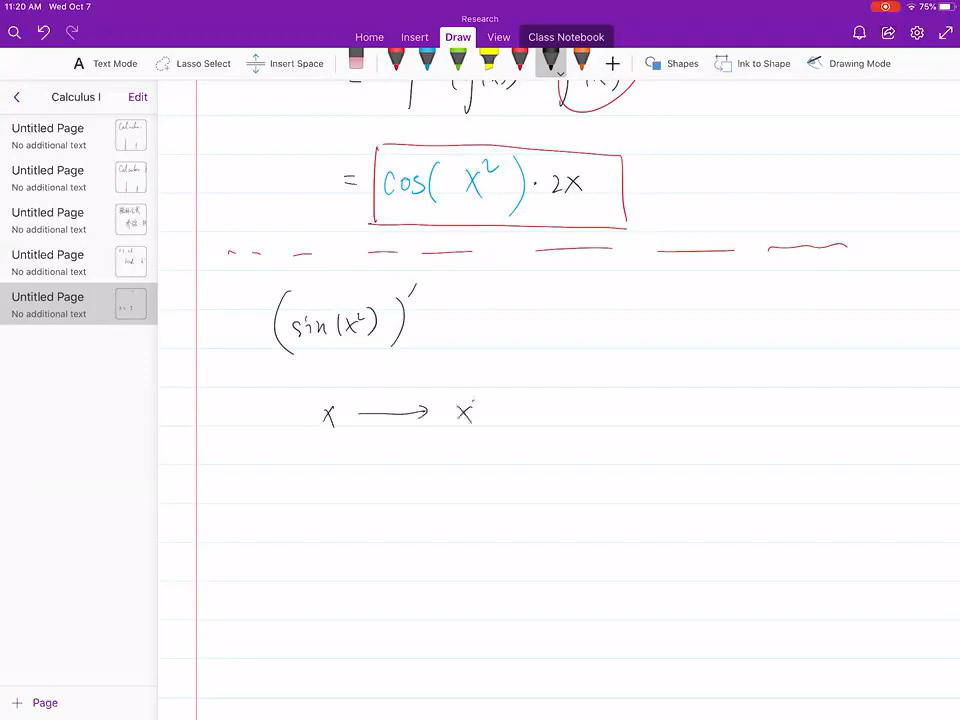 11:20 AM Wed Oct 7
75%
Research
Home Insert Draw View Class Notebook
A Text Mode Lasso Select Insert Space Shapes Ink to Shape Drawing Mode
Calculus I Edit
Untitled Page
No additional text
Untitled Page
No additional text
Untitled Page
No additional text
Untitled Page
No additional text
Untitled Page
No additional text
+ Page
= cos( x² ) · 2x
(sin(x²))'
x → x